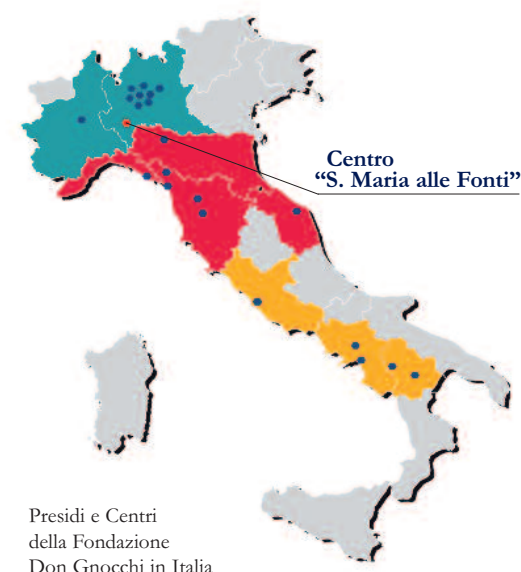 Centro
“S. Maria alle Fonti”
Presidi e Centri
della Fondazione
Don Gnocchi in Italia